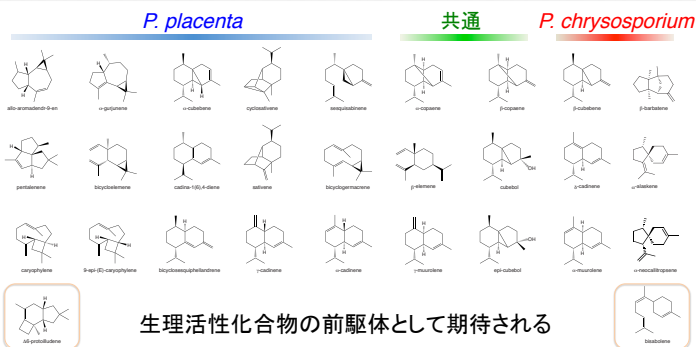 P. placenta 共通 P. chrysosporium
allo-aromadendr-9-en α-gurjunene α-cubebene cyclosativene sesquisabinene α-copaene β-copaene β-cubebene β-barbatene
pentalenene bicycloelemene cadina-1(6),4-diene sativene bicyclogermacrene β-elemene cubebol δ-cadinene α-alaskene
caryophylene 9-epi-(E)-caryophylene bicyclosesquiphellandrene γ-cadinene α-cadinene γ-muurolene epi-cubebol α-muurolene α-neocallitropsene
Δ6-protoilludene 生理活性化合物の前駆体として期待される bisabolene